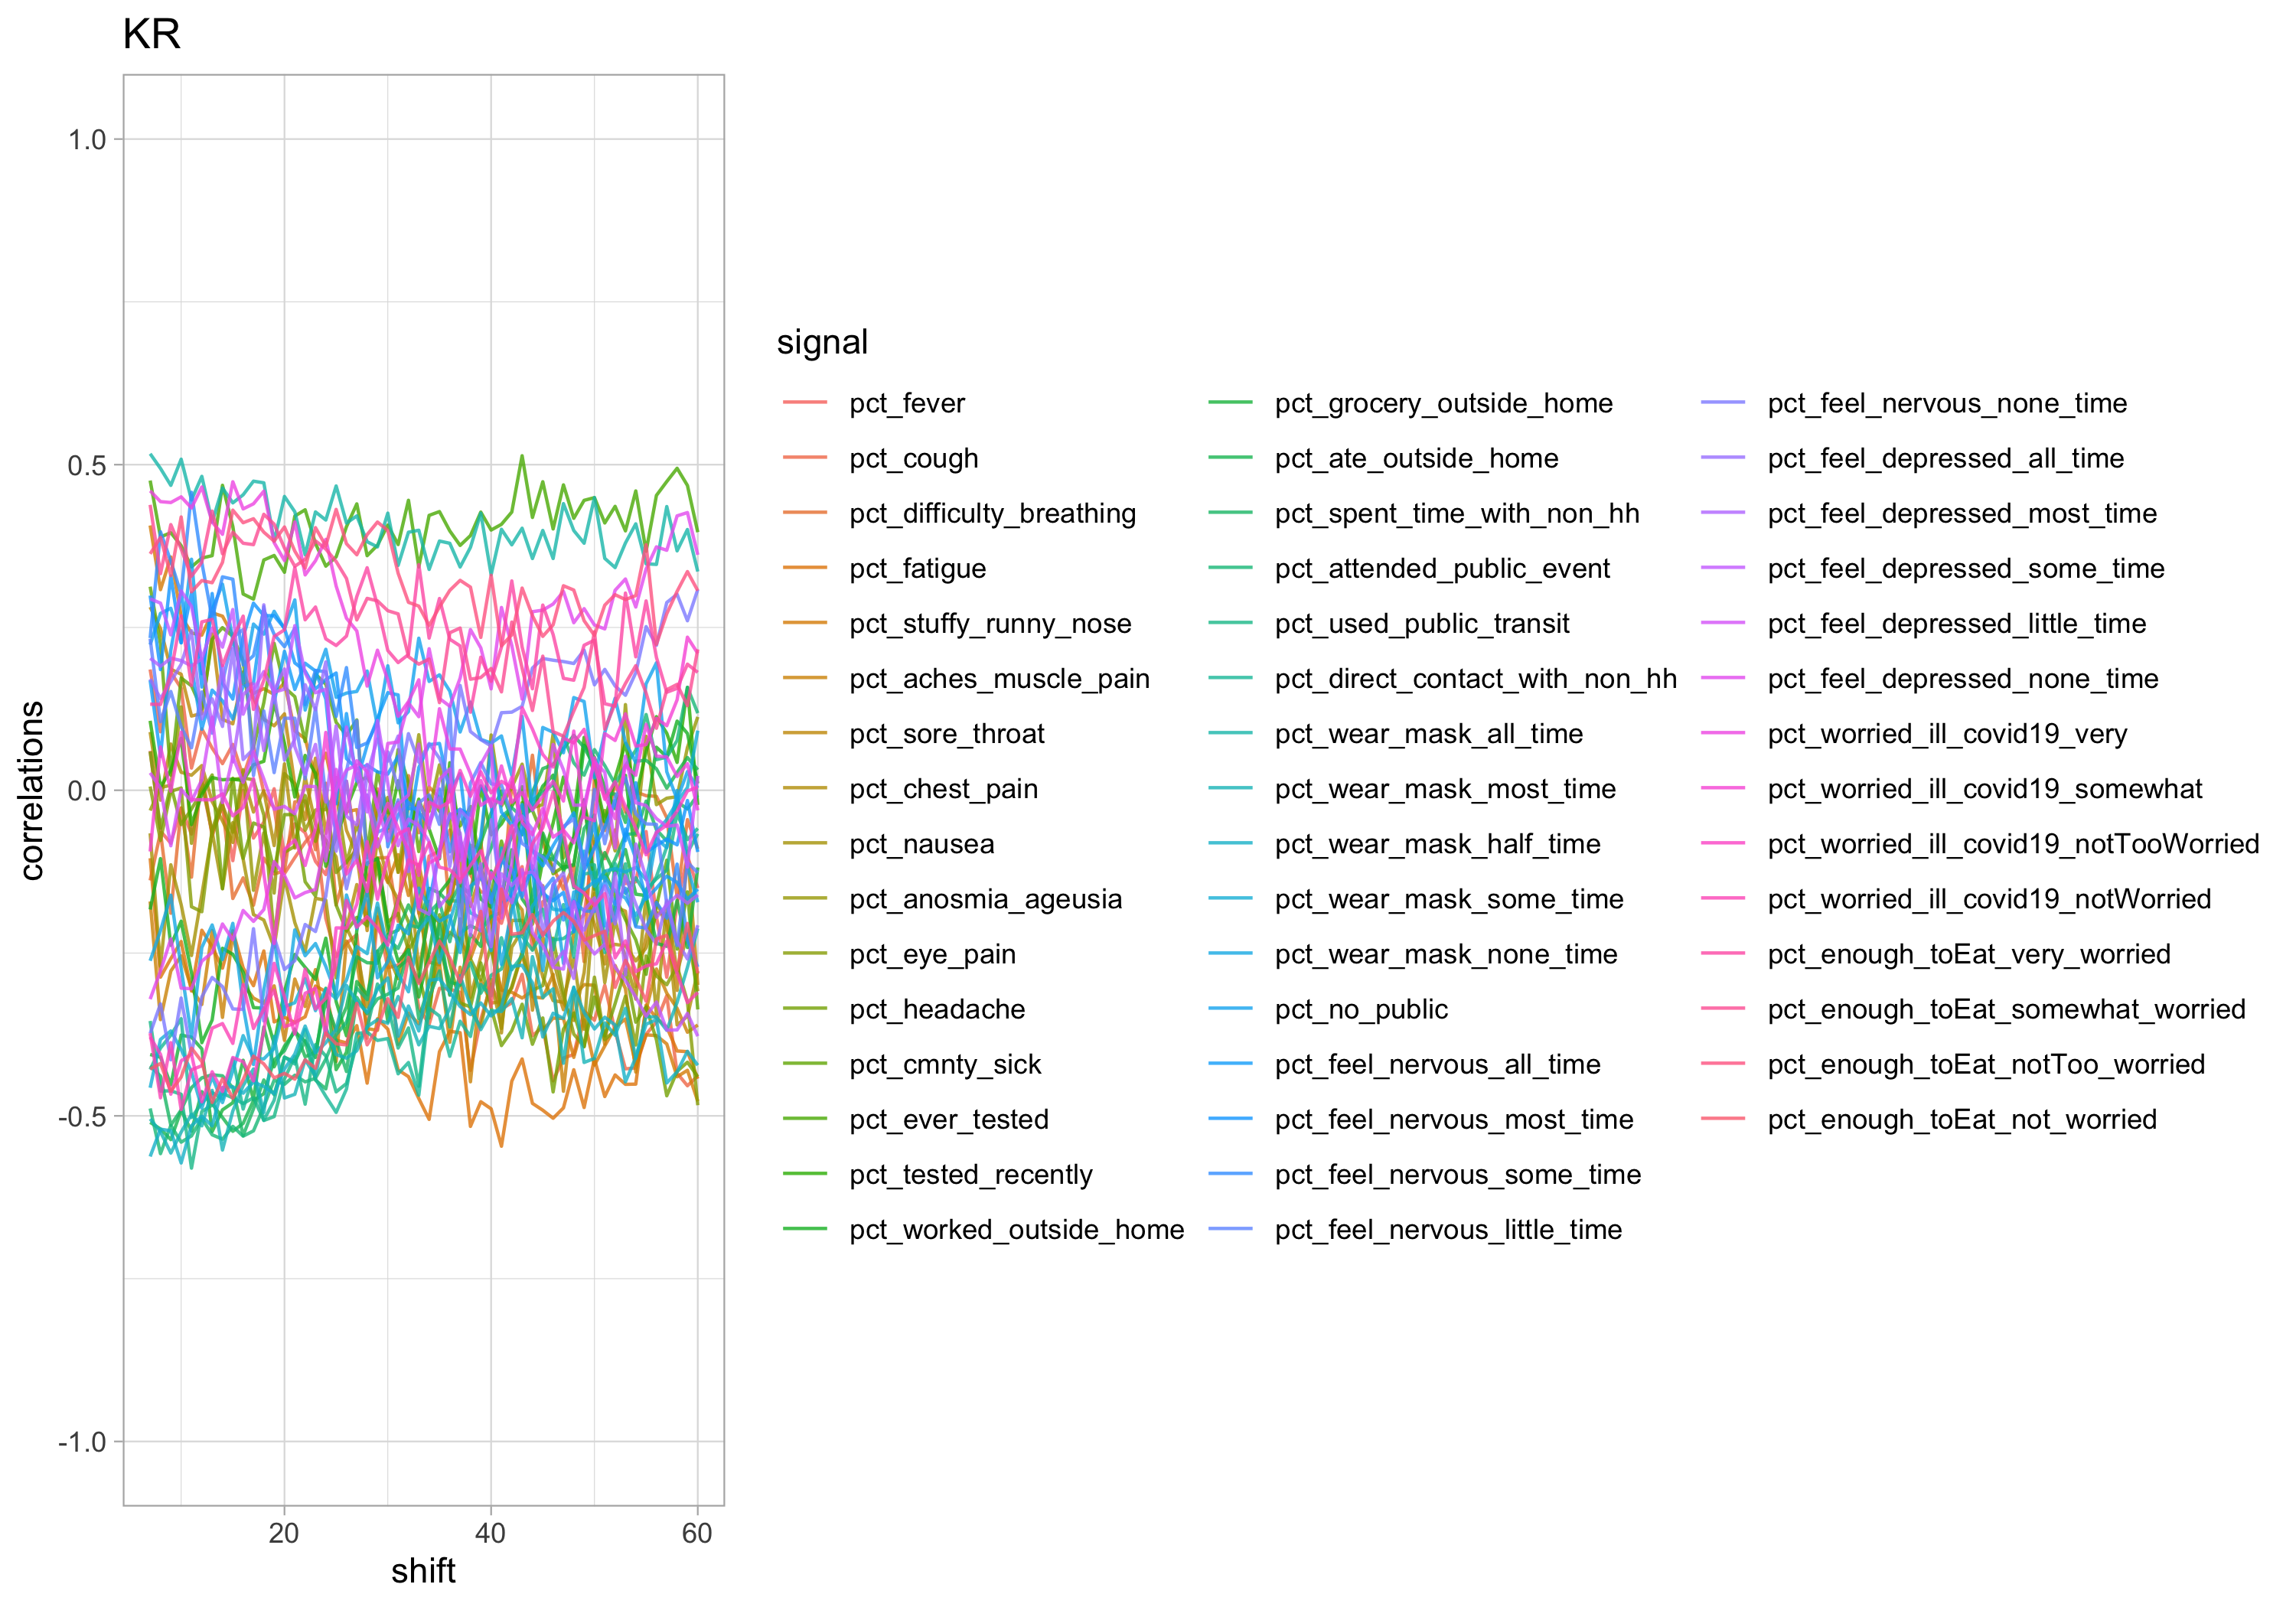 KR
1.0
0.5
0.0
-0.5
-1.0
correlations
20
40
60
shift
signal
pct_fever
pct_cough
pct_difficulty_breathing
pct_fatigue
pct_stuffy_runny_nose
pct_aches_muscle_pain
pct_sore_throat
pct_chest_pain
pct_nausea
pct_anosmia_ageusia
pct_eye_pain
pct_headache
pct_cmnty_sick
pct_ever_tested
pct_tested_recently
pct_worked_outside_home
pct_grocery_outside_home
pct_ate_outside_home
pct_spent_time_with_non_hh
pct_attended_public_event
pct_used_public_transit
pct_direct_contact_with_non_hh
pct_wear_mask_all_time
pct_wear_mask_most_time
pct_wear_mask_half_time
pct_wear_mask_some_time
pct_wear_mask_none_time
pct_no_public
pct_feel_nervous_all_time
pct_feel_nervous_most_time
pct_feel_nervous_some_time
pct_feel_nervous_little_time
pct_feel_nervous_none_time
pct_feel_depressed_all_time
pct_feel_depressed_most_time
pct_feel_depressed_some_time
pct_feel_depressed_little_time
pct_feel_depressed_none_time
pct_worried_ill_covid19_very
pct_worried_ill_covid19_somewhat
pct_worried_ill_covid19_notTooWorried
pct_worried_ill_covid19_notWorried
pct_enough_toEat_very_worried
pct_enough_toEat_somewhat_worried
pct_enough_toEat_notToo_worried
pct_enough_toEat_not_worried